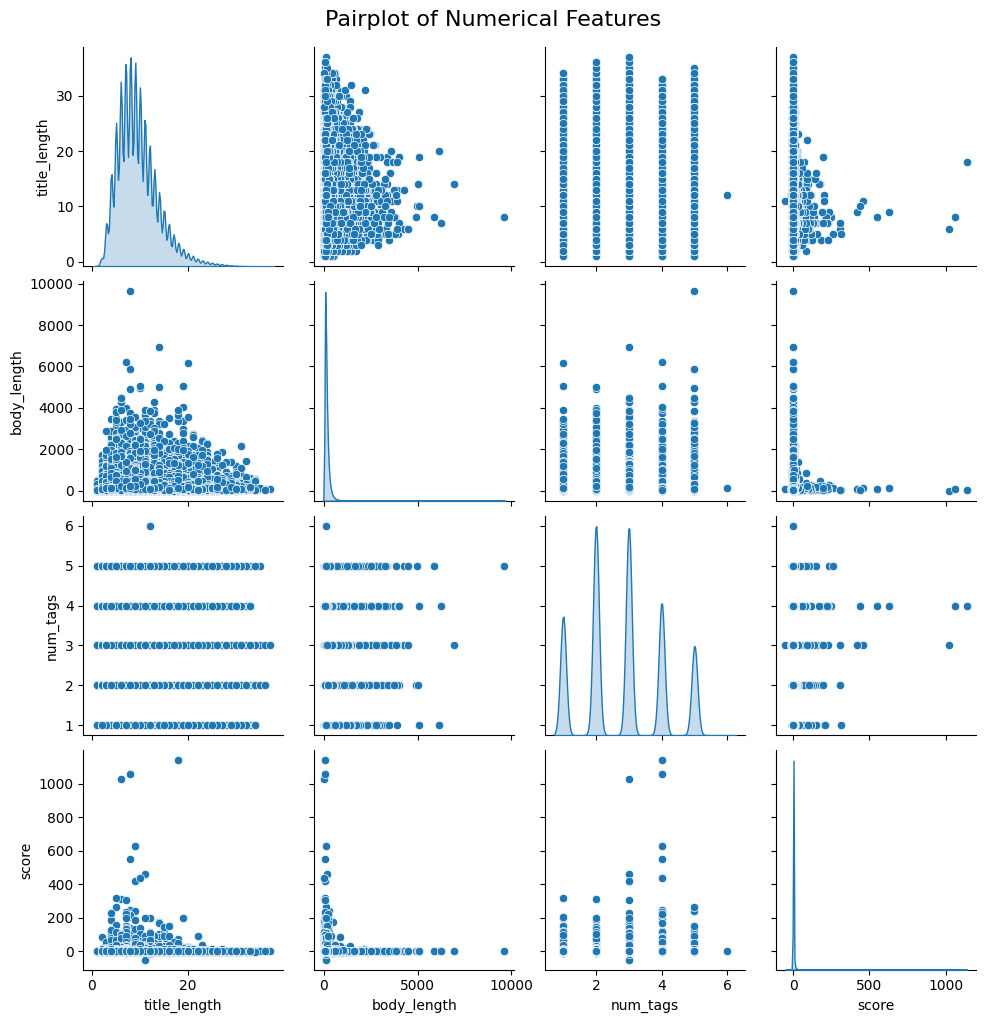 Pairplot of Numerical Features
title_length
30
20
10
0
body_length
10000
8000
6000
4000
2000
0
num_tags
6
5
4
3
2
1
score
1000
800
600
400
200
0
0 20
title_length
0 5000 10000
body_length
2 4 6
num_tags
0 500 1000
score